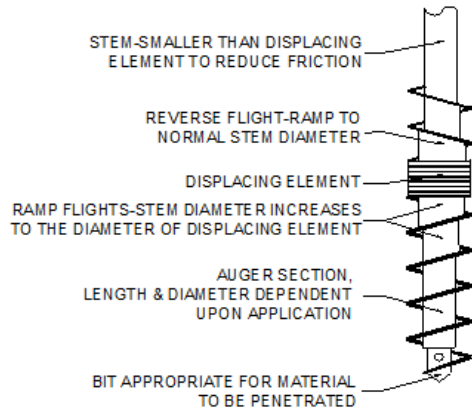 STEM-SMALLER THAN DISPLACING
ELEMENT TO REDUCE FRICTION
REVERSE FLIGHT-RAMP TO
NORMAL STEM DIAMETER
DISPLACING ELEMENT
RAMP FLIGHTS-STEM DIAMETER INCREASES
TO THE DIAMETER OF DISPLACING ELEMENT
AUGER SECTION,
LENGTH & DIAMETER DEPENDENT
UPON APPLICATION
BIT APPROPRIATE FOR MATERIAL
TO BE PENETRATED